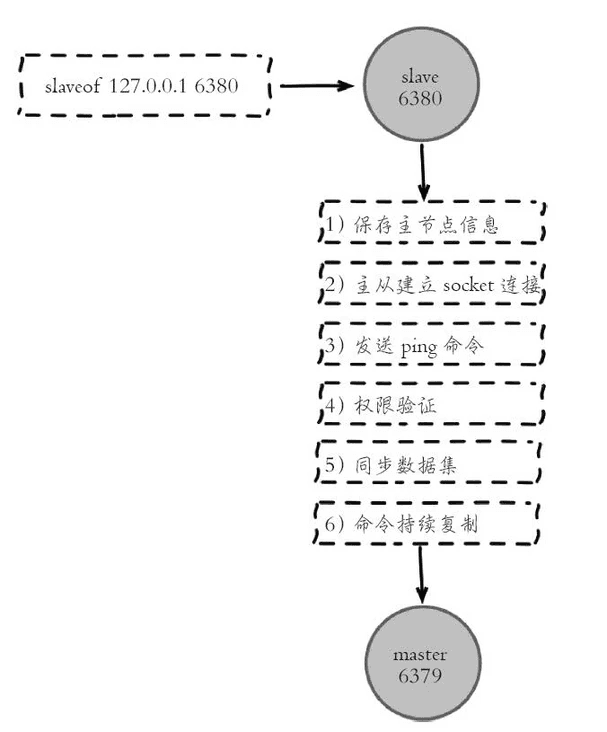 slaveof 127.0.0.1 6380
slave
6380
1) 保存主节点信息
2) 主从建立 socket 连接
3) 发送 ping 命令
4) 权限验证
5) 同步数据集
6) 命令持续复制
master
6379